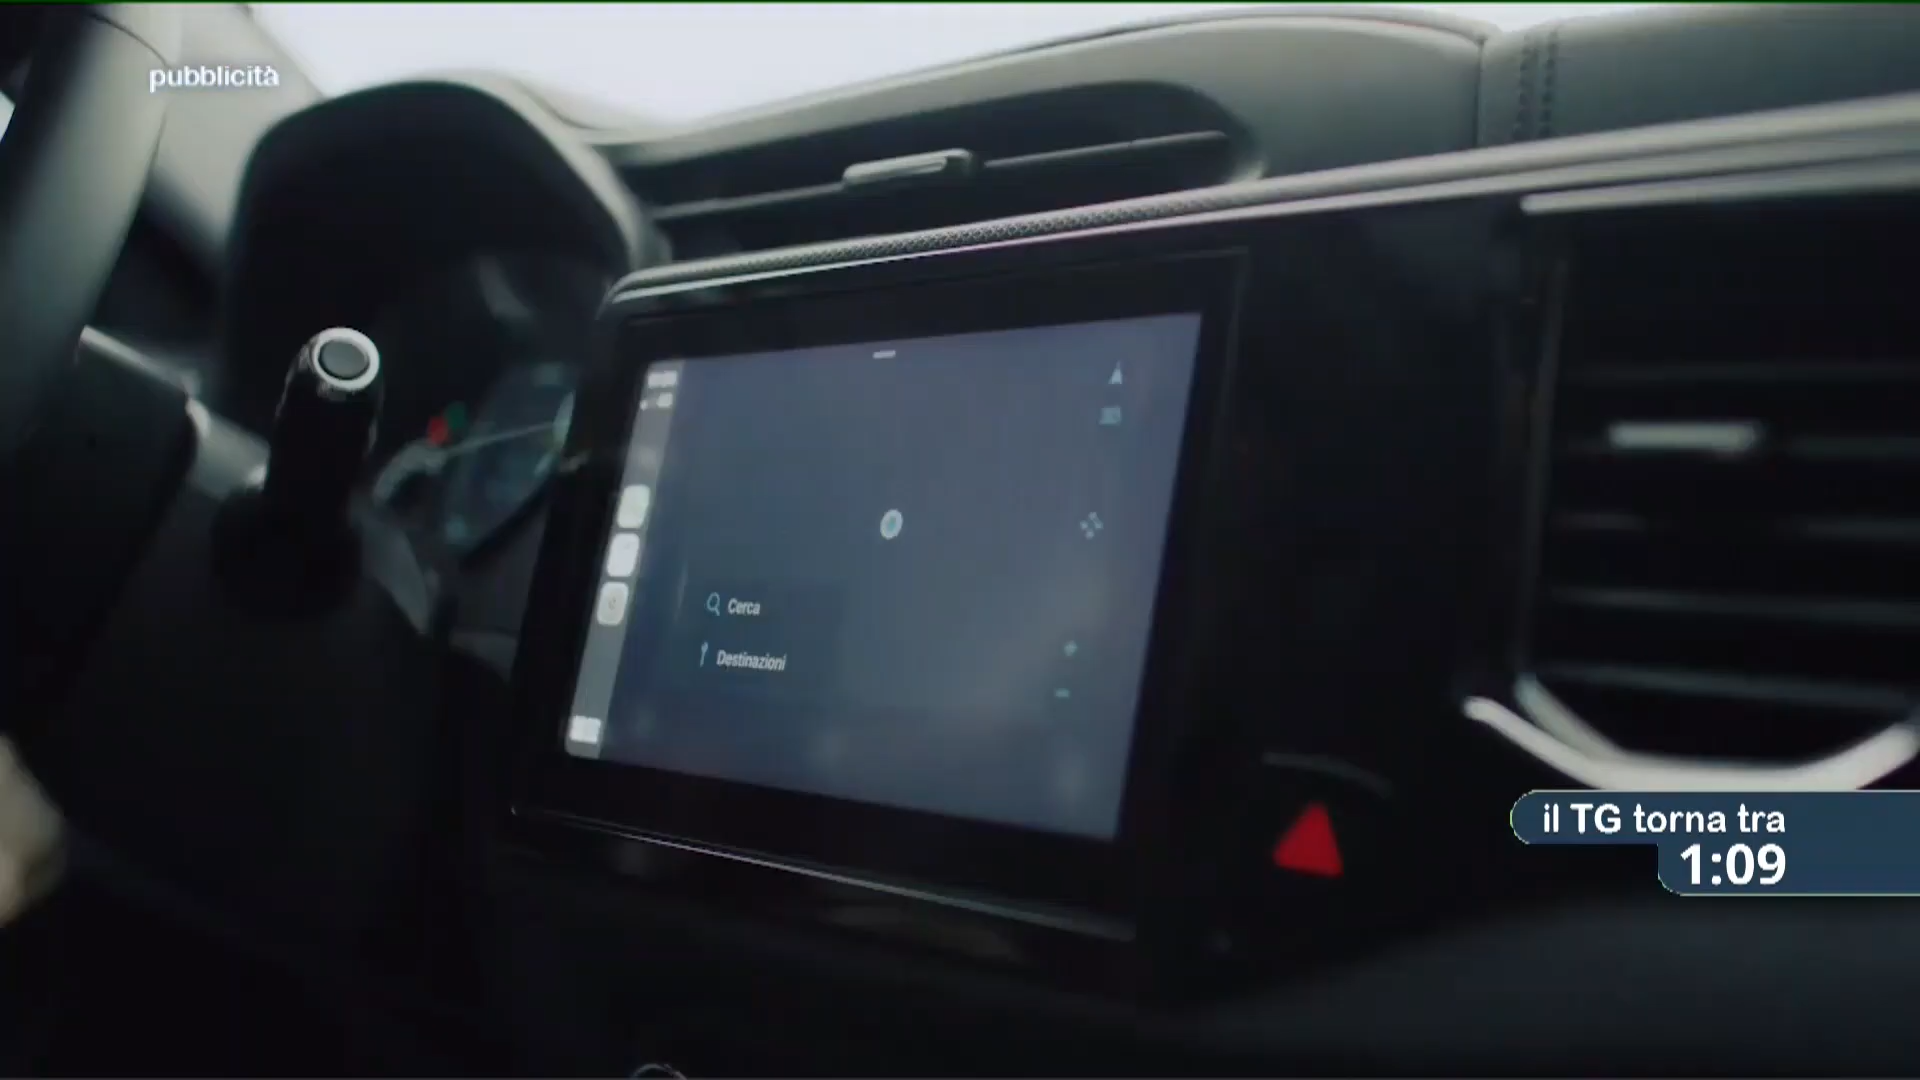 pubblicità
Cerca
Destinazioni
il TG torna tra
1:09